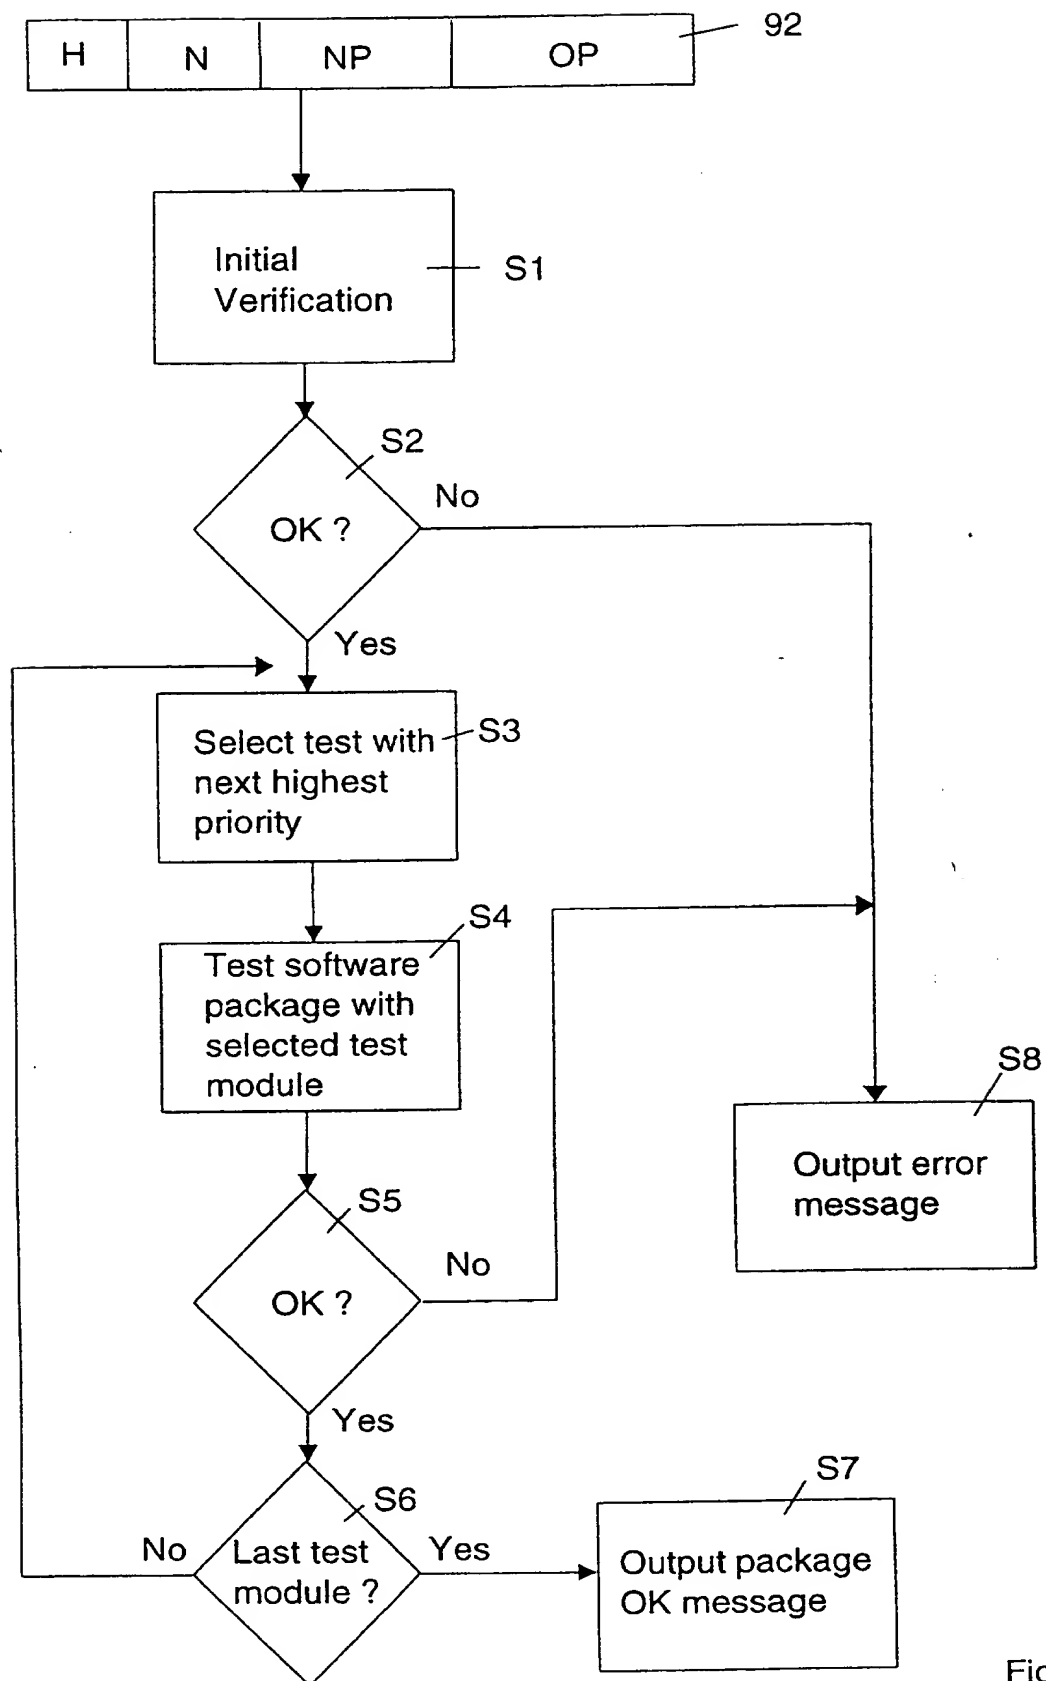 92
H N NP OP
Initial
Verification
S1
S2
No
OK ?
Yes
Select test with
next highest
priority
S3
S4
Test software
package with
selected test
module
S8
Output error
message
S5
No
OK ?
Yes
S7
S6
No
Last test
module ?
Yes
Output package
OK message